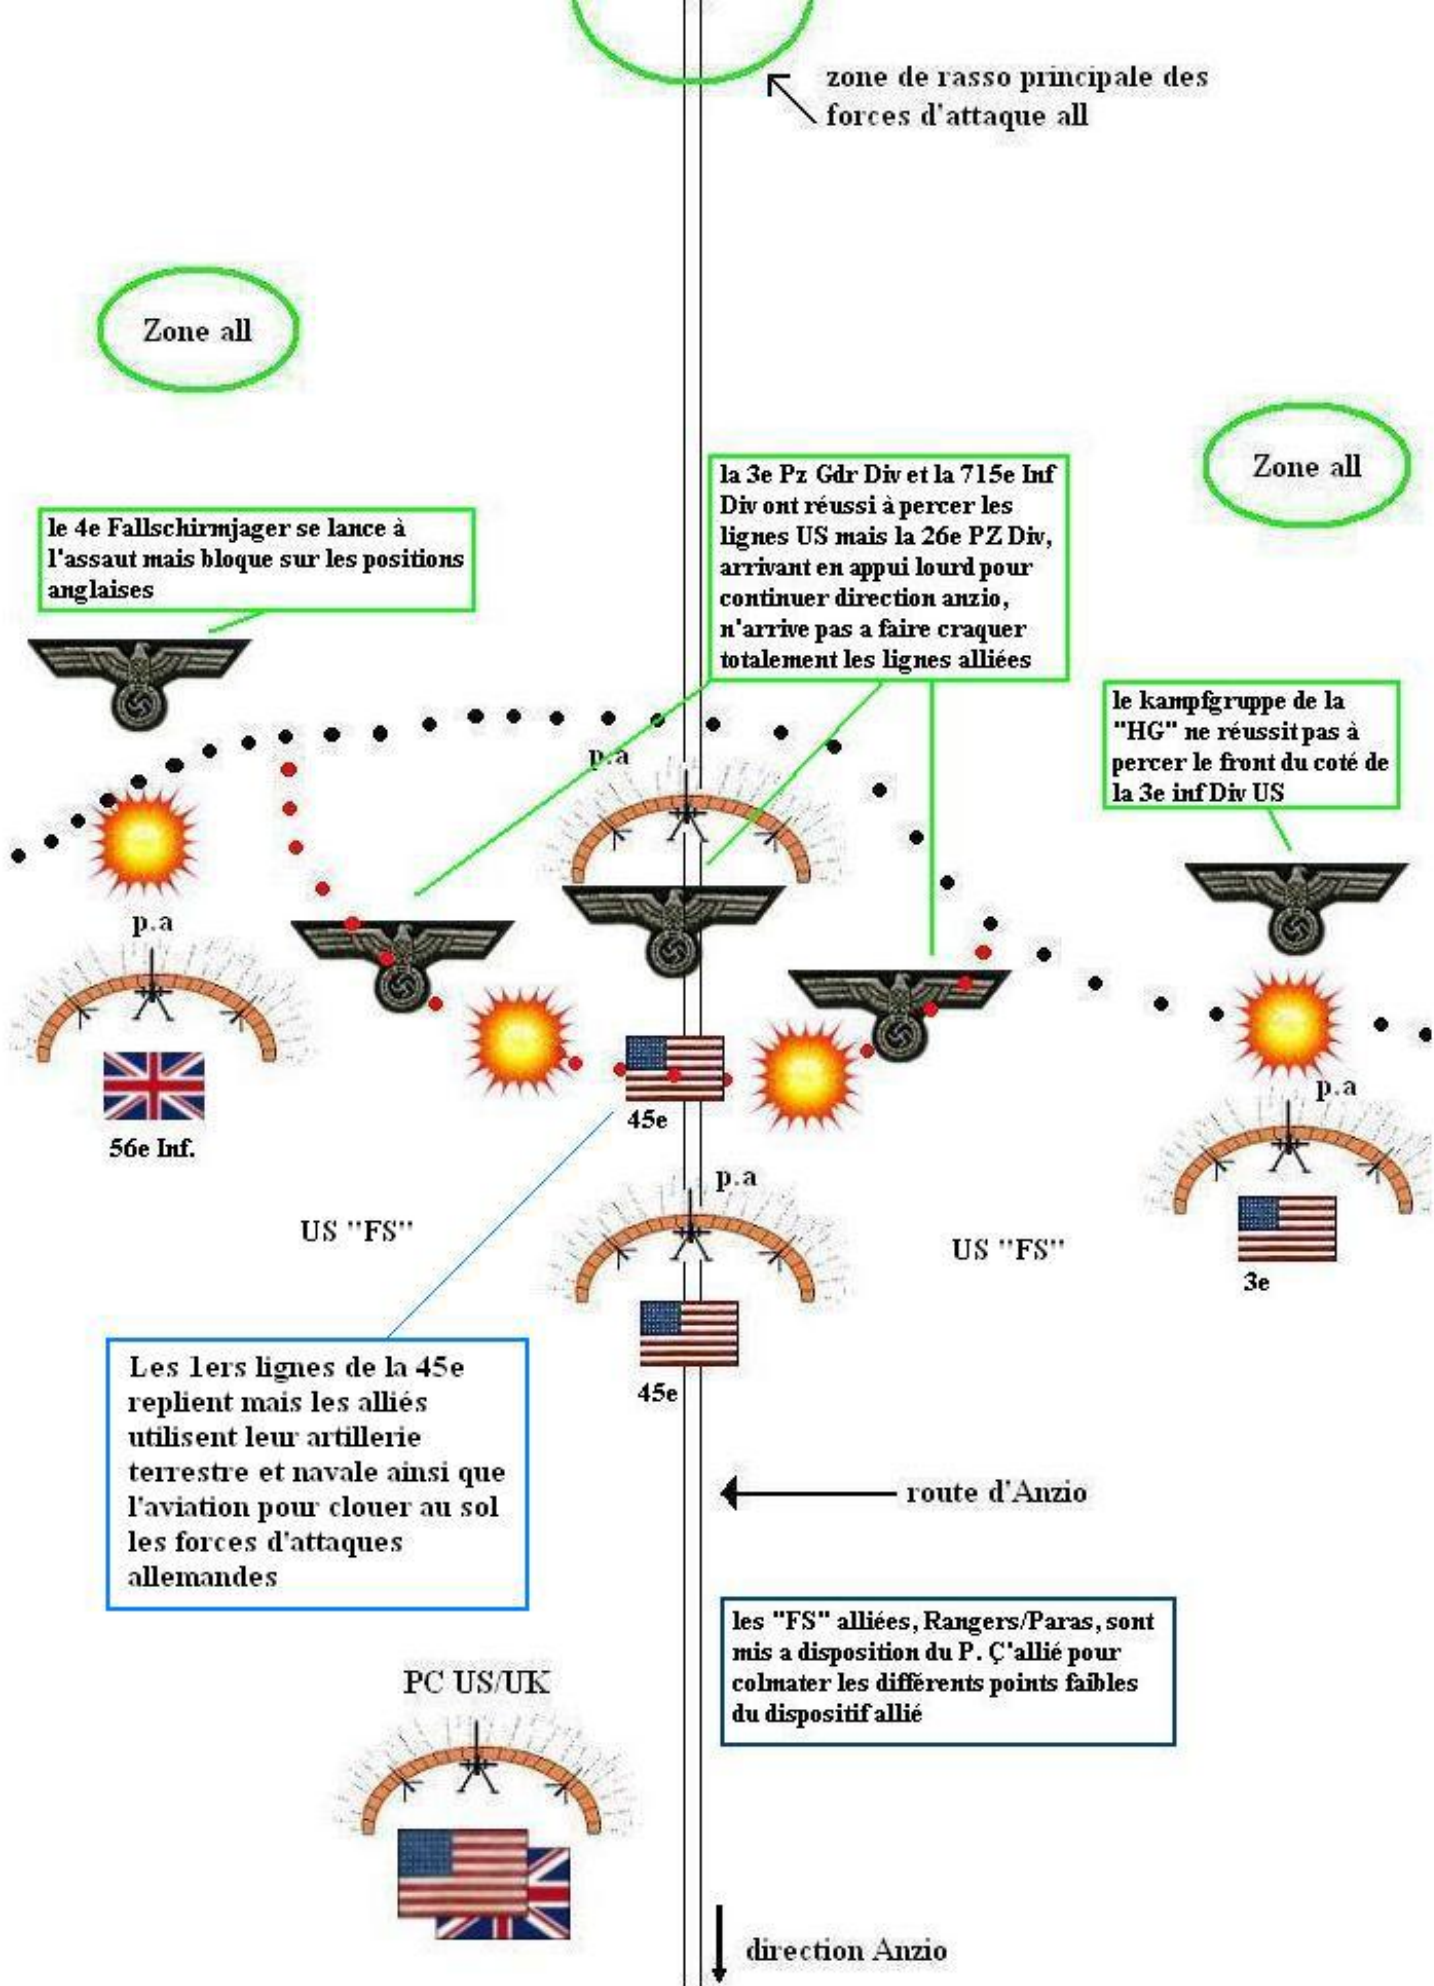 zone de rasso principale des
forces d'attaque all
Zone all
Zone all
la 3e Pz Gdr Div et la 715e Inf
Div ont réussi à percer les
lignes US mais la 26e PZ Div,
arrivant en appui lourd pour
continuer direction anzio,
n'arrive pas a faire craquer
totalement les lignes alliées
le 4e Fallschirmjager se lance à
l'assaut mais bloque sur les positions
anglaises
le kampfgruppe de la
"HG" ne réussit pas à
percer le front du coté de
la 3e inf Div US
p.a
p.a
56e Inf.
45e
p.a
3e
p.a
45e
US "FS"
US "FS"
Les 1ers lignes de la 45e
replient mais les alliés
utilisent leur artillerie
terrestre et navale ainsi que
l'aviation pour clouer au sol
les forces d'attaques
allemandes
route d'Anzio
les "FS" alliées, Rangers/Paras, sont
mis a disposition du P. Ç'allié pour
colmater les différents points faibles
du dispositif allié
PC US/UK
direction Anzio